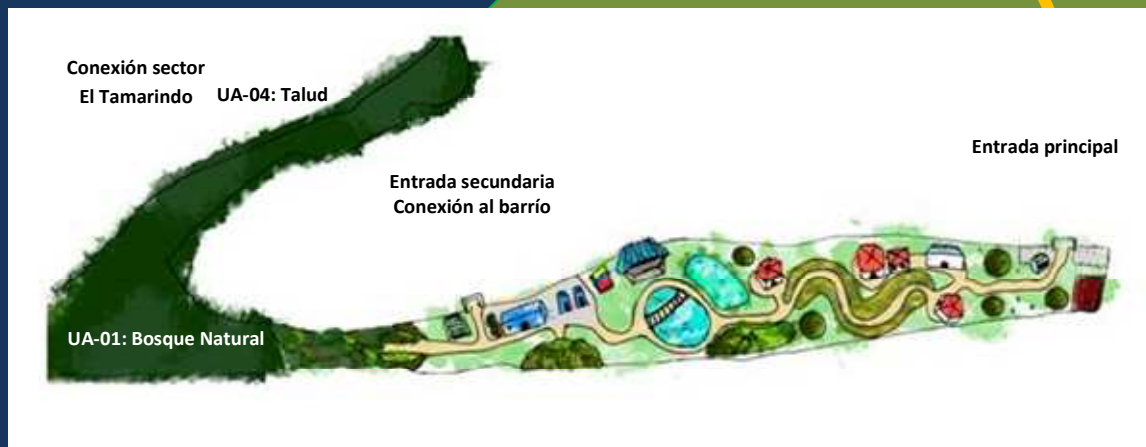 Conexión sector
El Tamarindo
UA-04: Talud
Entrada principal
Entrada secundaria
Conexión al barrío
UA-01: Bosque Natural